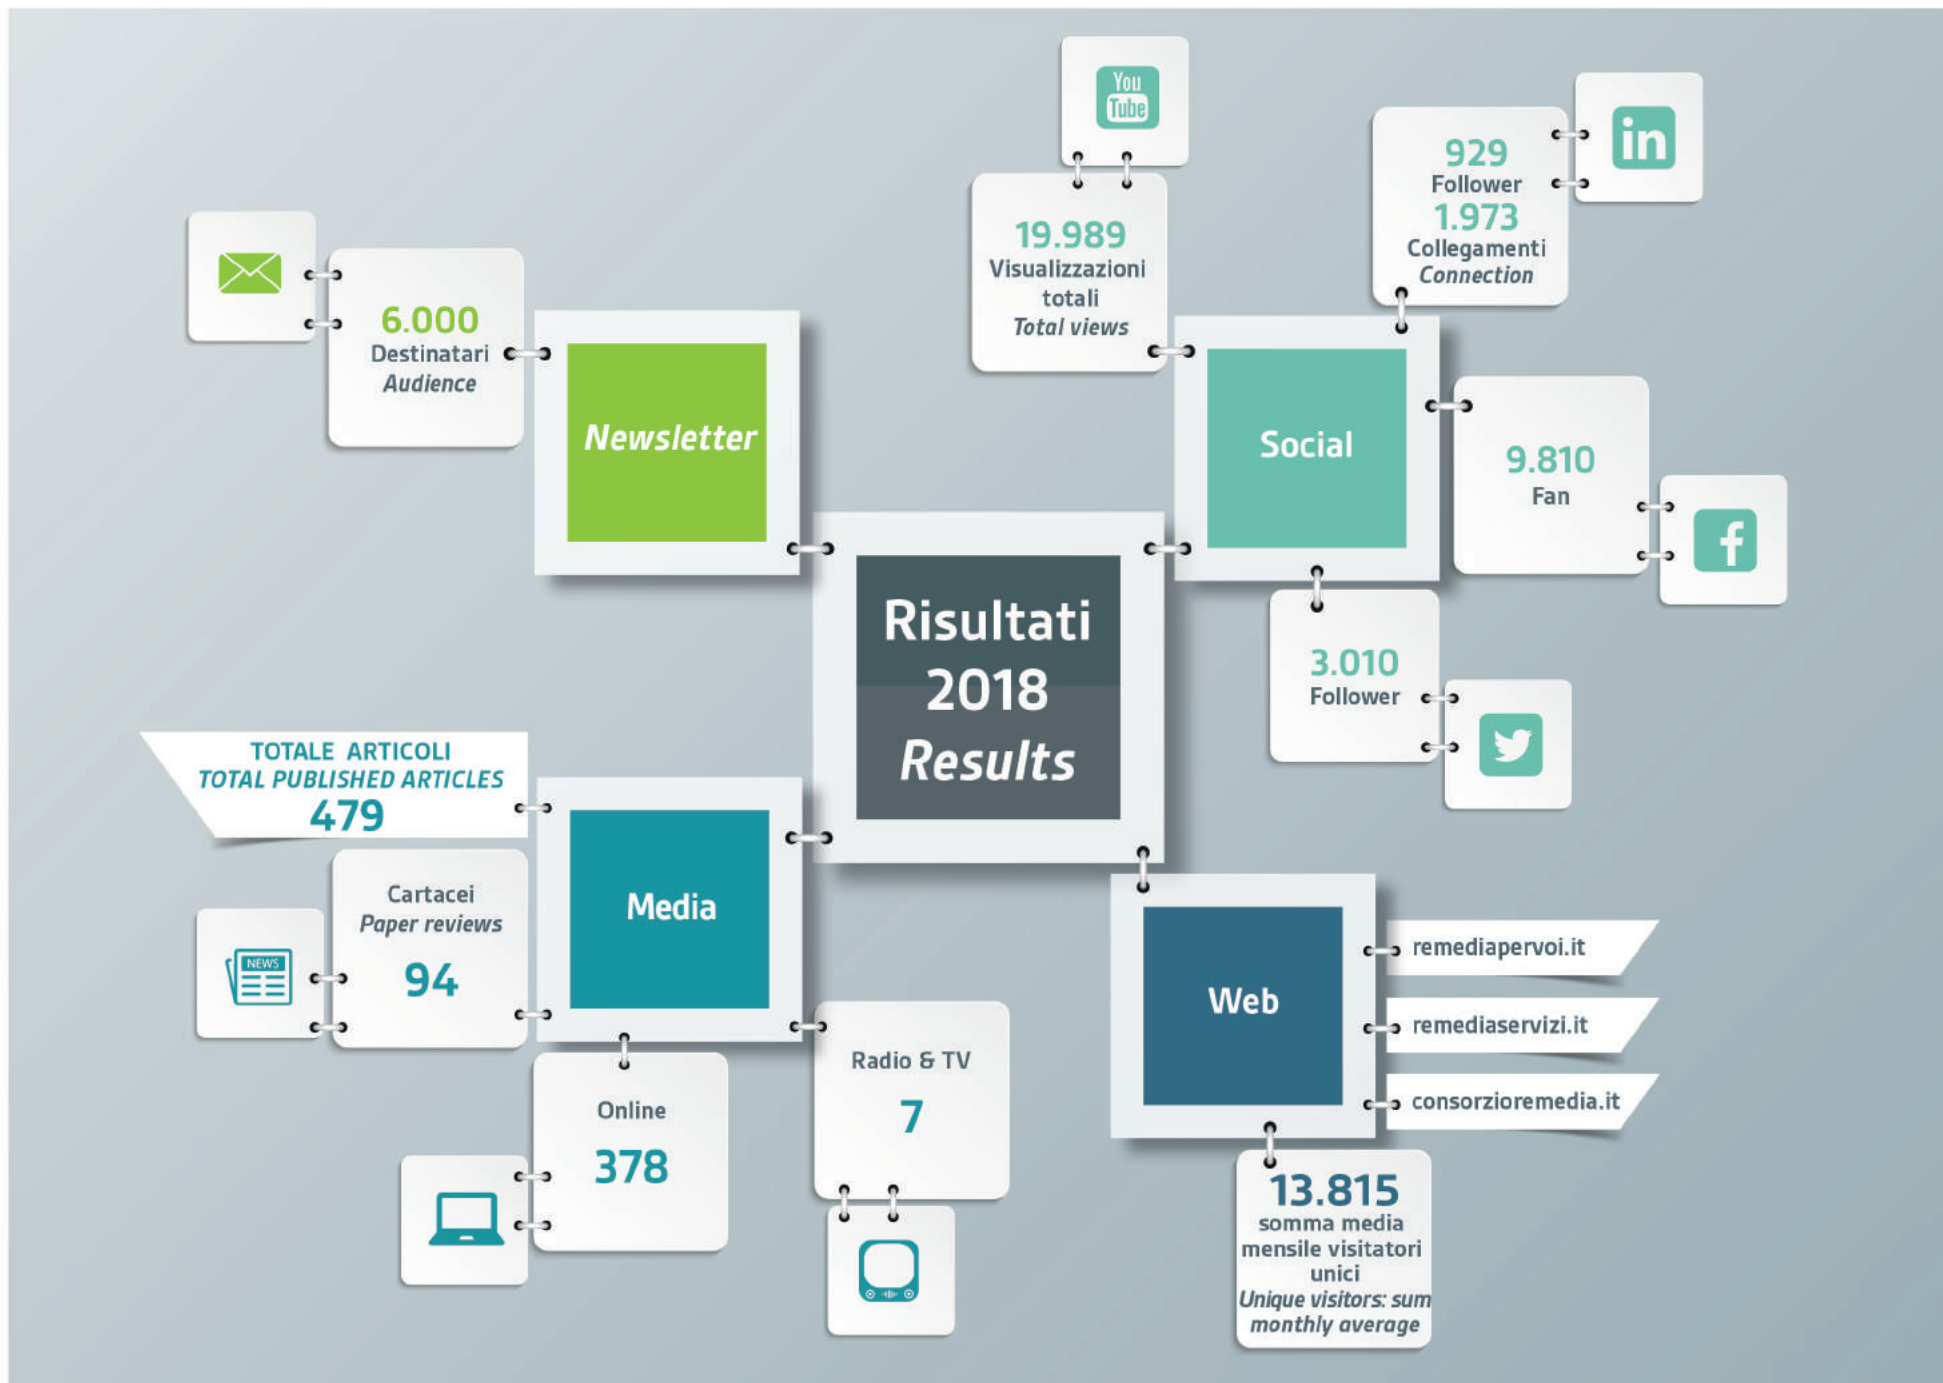 You
Tube
19.989
Visualizzazioni
totali
Total views
929
Follower
1.973
Collegamenti
Connection
in
6.000
Destinatari
Audience
Newsletter
Social
9.810
Fan
f
3.010
Follower
Risultati
2018
Results
TOTALE ARTICOLI
TOTAL PUBLISHED ARTICLES
479
Cartacei
Paper reviews
94
NEWS
Media
Online
378
Radio & TV
7
Web
remediapervoi.it
remediaservizi.it
consorzioremedia.it
13.815
somma media
mensile visitatori
unici
Unique visitors: sum
monthly average